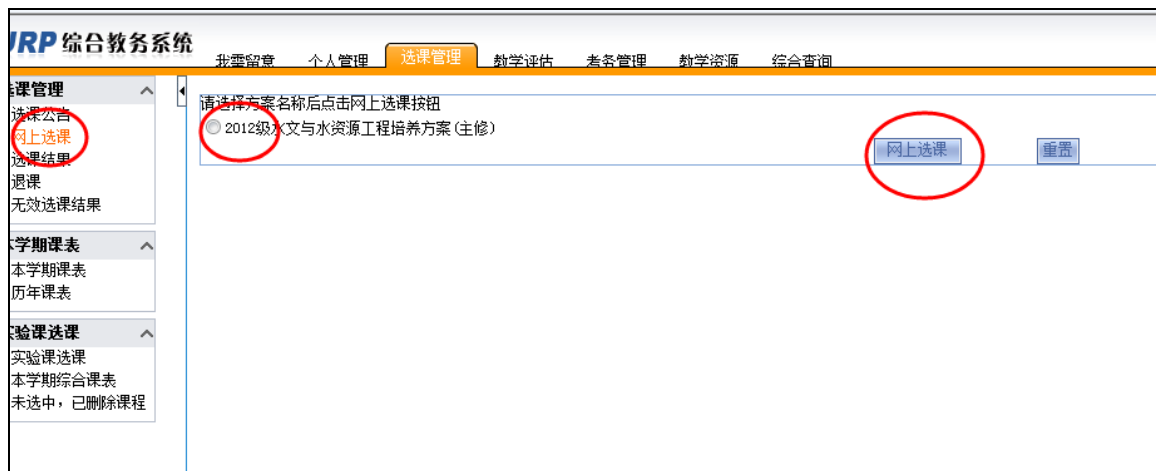 URP 综合教务系统
我需留意 个人管理 选课管理 教学评估 考务管理 教学资源 综合查询
选课管理
选课公告
网上选课
选课结果
退课
无效选课结果
本学期课表
本学期课表
历年课表
实验课选课
实验课选课
本学期综合课表
未选中，已删除课程
请选择方案名称后点击网上选课按钮
2012级水文与水资源工程培养方案(主修)
网上选课 重置